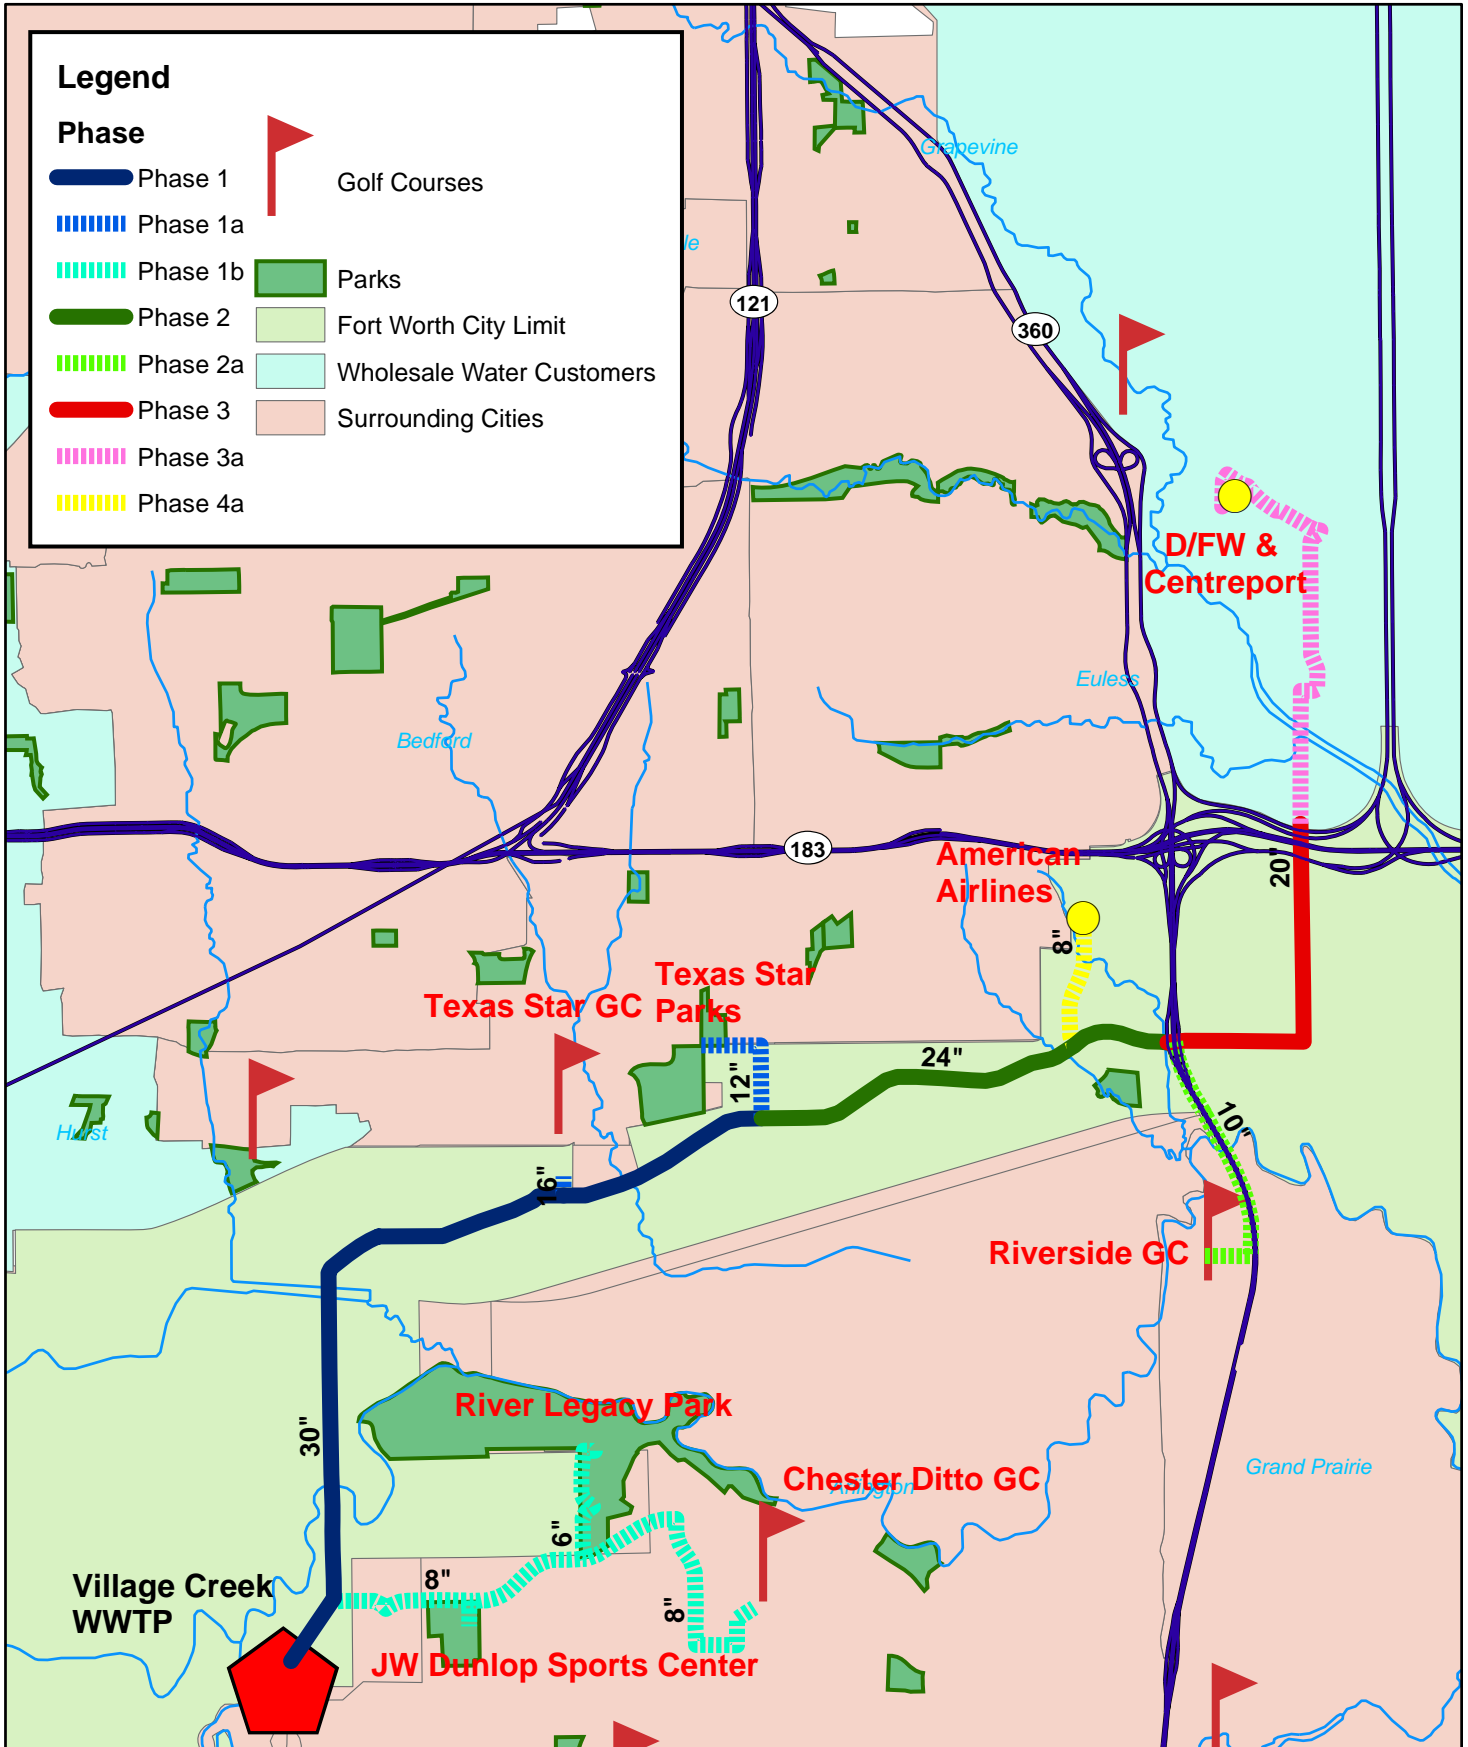 Legend
Phase
Phase 1
Phase 1a
Phase 1b
Phase 2
Phase 2a
Phase 3
Phase 3a
Phase 4a
Golf Courses
Parks
Fort Worth City Limit
Wholesale Water Customers
Surrounding Cities
Grapevine
le
121
360
D/FW &
Centreport
Euless
Bedford
183
American
Airlines
20"
8"
Texas Star
Parks
Texas Star GC
24"
12"
10"
Hurst
16"
Riverside GC
30"
River Legacy Park
Grand Prairie
Chester Ditto GC
Arlington
6"
8"
8"
Village Creek
WWTP
JW Dunlop Sports Center